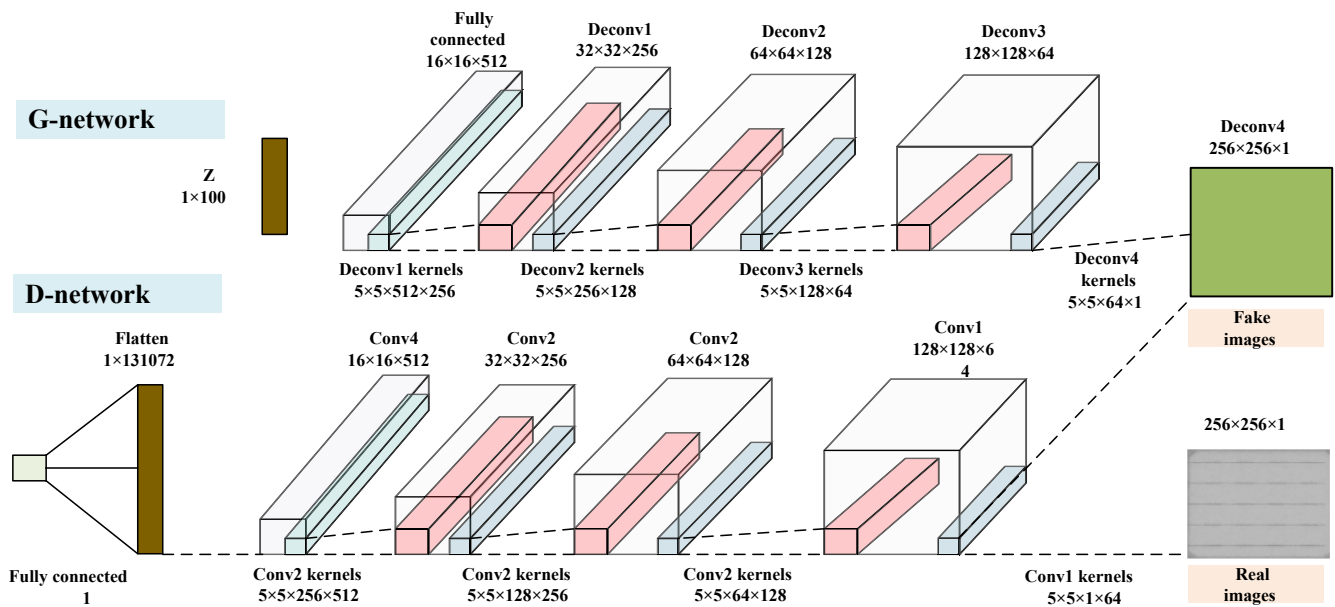 Fully
connected
16×16×512
Deconv1
32×32×256
Deconv2
64×64×128
Deconv3
128×128×64
G-network
Z
1×100
Deconv4
256×256×1
Deconv1 kernels
5×5×512×256
Deconv2 kernels
5×5×256×128
Deconv3 kernels
5×5×128×64
Deconv4
kernels
5×5×64×1
Fake
images
D-network
Flatten
1×131072
Conv4
16×16×512
Conv2
32×32×256
Conv2
64×64×128
Conv1
128×128×6
4
256×256×1
Fully connected
1
Conv2 kernels
5×5×256×512
Conv2 kernels
5×5×128×256
Conv2 kernels
5×5×64×128
Conv1 kernels
5×5×1×64
Real
images